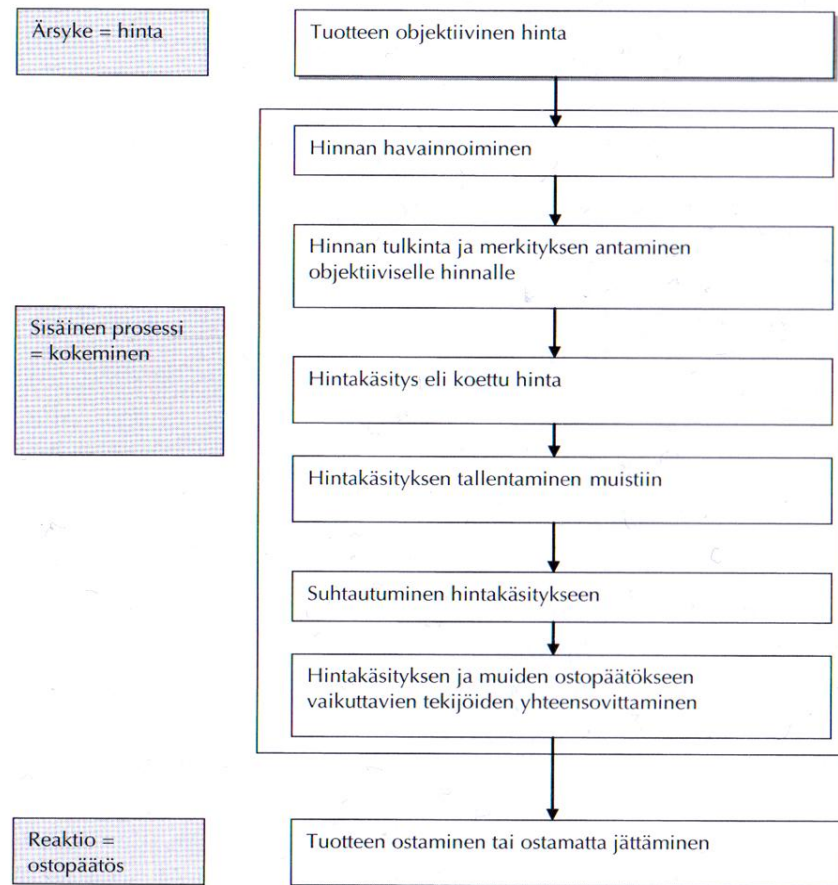 Ärsyke = hinta
Tuotteen objektiivinen hinta
Hinnan havainnoiminen
Hinnan tulkinta ja merkityksen antaminen
objektiiviselle hinnalle
Sisäinen prosessi
= kokeminen
Hintakäsitys eli koettu hinta
Hintakäsityksen tallentaminen muistiin
Suhtautuminen hintakäsitykseen
Hintakäsityksen ja muiden ostopäätökseen
vaikuttavien tekijöiden yhteensovittaminen
Reaktio =
ostopäätös
Tuotteen ostaminen tai ostamatta jättäminen